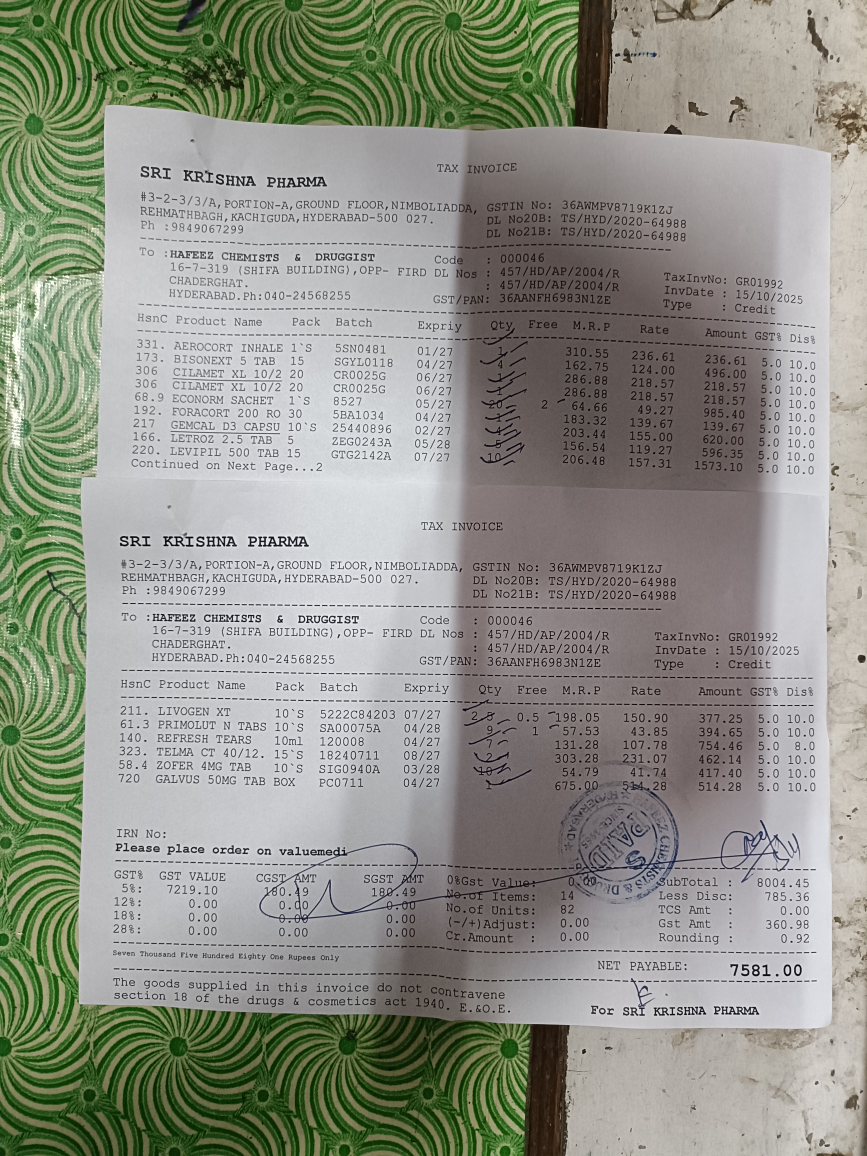 TAX INVOICE
SRI KRISHNA PHARMA
#3-2-3/3/A,PORTION-A,GROUND FLOOR,NIMBOLIADDA, GSTIN No: 36AWMPV8719K1ZJ
REHMATHBAGH,KACHIGUDA,HYDERABAD-500 027. DL No20B: TS/HYD/2020-64988
Ph :9849067299 DL No21B: TS/HYD/2020-64988
To :HAFEEZ CHEMISTS & DRUGGIST Code : 000046
16-7-319 (SHIFA BUILDING),OPP- FIRD DL Nos : 457/HD/AP/2004/R TaxInvNo: GR01992
CHADERGHAT. : 457/HD/AP/2004/R InvDate : 15/10/2025
HYDERABAD.Ph:040-24568255 GST/PAN: 36AANFH6983N1ZE Type : Credit
HsnC Product Name Pack Batch Expriy Qty Free M.R.P Rate Amount GST% Dis%
331. AEROCORT INHALE 1`S 5SN0481 01/27 1 310.55 236.61 236.61 5.0 10.0
173. BISONEXT 5 TAB 15 SGYL0118 04/27 4 162.75 124.00 496.00 5.0 10.0
306 CILAMET XL 10/2 20 CR0025G 06/27 1 286.88 218.57 218.57 5.0 10.0
306 CILAMET XL 10/2 20 CR0025G 06/27 1 286.88 218.57 218.57 5.0 10.0
68.9 ECONORM SACHET 1`S 8527 05/27 20 2 64.66 49.27 985.40 5.0 10.0
192. FORACORT 200 RO 30 5BA1034 04/27 1 183.32 139.67 139.67 5.0 10.0
217 GEMCAL D3 CAPSU 10`S 25440896 02/27 4 203.44 155.00 620.00 5.0 10.0
166. LETROZ 2.5 TAB 5 ZEG0243A 05/28 5 156.54 119.27 596.35 5.0 10.0
220. LEVIPIL 500 TAB 15 GTG2142A 07/27 10 206.48 157.31 1573.10 5.0 10.0
Continued on Next Page...2
TAX INVOICE
SRI KRISHNA PHARMA
#3-2-3/3/A,PORTION-A,GROUND FLOOR,NIMBOLIADDA, GSTIN No: 36AWMPV8719K1ZJ
REHMATHBAGH,KACHIGUDA,HYDERABAD-500 027. DL No20B: TS/HYD/2020-64988
Ph :9849067299 DL No21B: TS/HYD/2020-64988
To :HAFEEZ CHEMISTS & DRUGGIST Code : 000046
16-7-319 (SHIFA BUILDING),OPP- FIRD DL Nos : 457/HD/AP/2004/R TaxInvNo: GR01992
CHADERGHAT. : 457/HD/AP/2004/R InvDate : 15/10/2025
HYDERABAD.Ph:040-24568255 GST/PAN: 36AANFH6983N1ZE Type : Credit
HsnC Product Name Pack Batch Expriy Qty Free M.R.P Rate Amount GST% Dis%
211. LIVOGEN XT 10`S 5222C84203 07/27 2.5 0.5 198.05 150.90 377.25 5.0 10.0
61.3 PRIMOLUT N TABS 10`S SA00075A 04/28 9 1 57.53 43.85 394.65 5.0 10.0
140. REFRESH TEARS 10ml 120008 04/27 7 131.28 107.78 754.46 5.0 8.0
323. TELMA CT 40/12. 15`S 18240711 08/27 2 303.28 231.07 462.14 5.0 10.0
58.4 ZOFER 4MG TAB 10`S SIG0940A 03/28 10 54.79 41.74 417.40 5.0 10.0
720 GALVUS 50MG TAB BOX PC0711 04/27 1 675.00 514.28 514.28 5.0 10.0
IRN No:
Please place order on valuemedi
GST% GST VALUE CGST AMT SGST AMT 0%Gst Value: 0. SubTotal : 8004.45
5%: 7219.10 180.49 180.49 No.of Items: 14 Less Disc: 785.36
12%: 0.00 0.00 0.00 No.of Units: 82 TCS Amt : 0.00
18%: 0.00 0.00 0.00 (-/+)Adjust: 0.00 Gst Amt : 360.98
28%: 0.00 0.00 0.00 Cr.Amount : 0.00 Rounding : 0.92
Seven Thousand Five Hundred Eighty One Rupees Only
NET PAYABLE: 7581.00
The goods supplied in this invoice do not contravene
section 18 of the drugs & cosmetics act 1940. E.&O.E. For SRI KRISHNA PHARMA